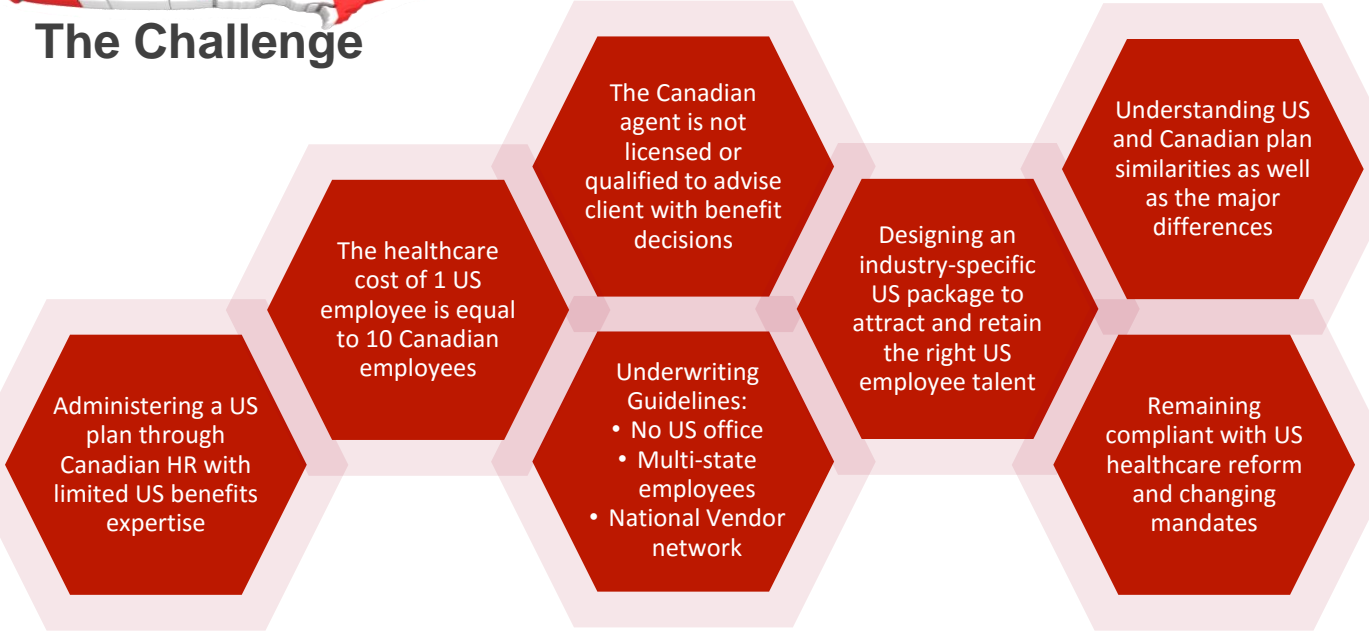 The Challenge
Administering a US
plan through
Canadian HR with
limited US benefits
expertise
The healthcare
cost of 1 US
employee is equal
to 10 Canadian
employees
The Canadian
agent is not
licensed or
qualified to advise
client with benefit
decisions
Underwriting
Guidelines:
• No US office
• Multi-state
employees
• National Vendor
network
Designing an
industry-specific
US package to
attract and retain
the right US
employee talent
Understanding US
and Canadian plan
similarities as well
as the major
differences
Remaining
compliant with US
healthcare reform
and changing
mandates